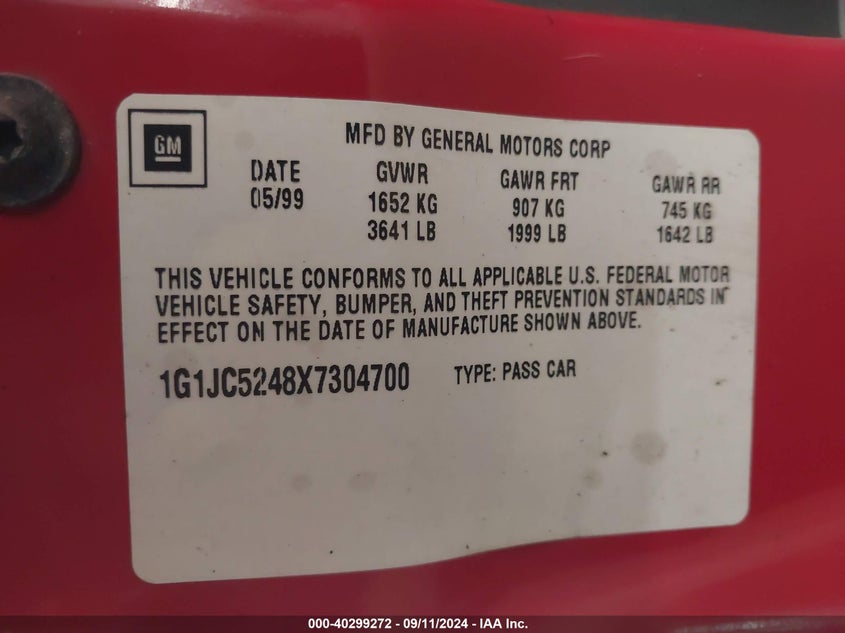 GM
MFD BY GENERAL MOTORS CORP
DATE GVWR GAWR FRT GAWR RR
05/99 1652 KG 907 KG 745 KG
3641 LB 1999 LB 1642 LB
THIS VEHICLE CONFORMS TO ALL APPLICABLE U.S. FEDERAL MOTOR
VEHICLE SAFETY, BUMPER, AND THEFT PREVENTION STANDARDS IN
EFFECT ON THE DATE OF MANUFACTURE SHOWN ABOVE.
1G1JC5248X7304700 TYPE: PASS CAR
000-40299272 - 09/11/2024 - IAA Inc.